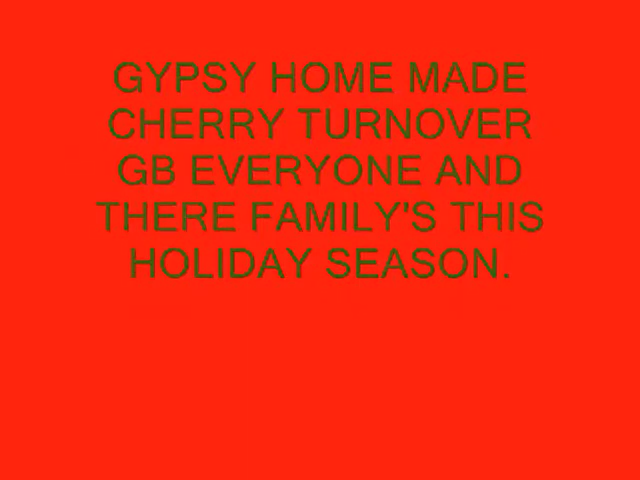 GYPSY HOME MADE
CHERRY TURNOVER
GB EVERYONE AND
THERE FAMILY'S THIS
HOLIDAY SEASON.